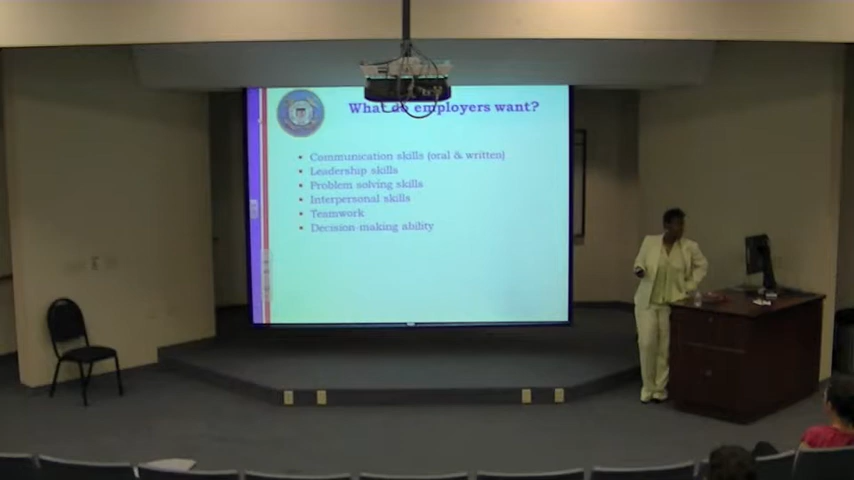 What do employers want?
• Communication skills (oral & written)
• Leadership skills
• Problem solving skills
• Interpersonal skills
• Teamwork
• Decision-making ability